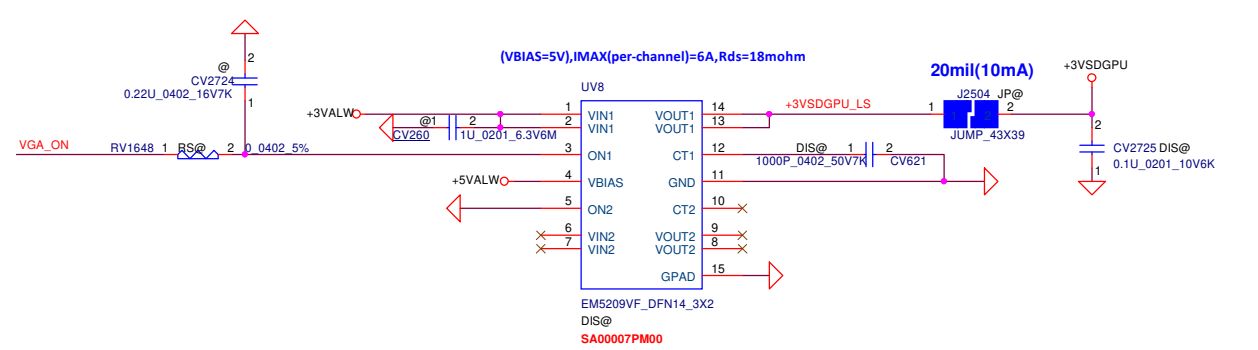 (VBIAS=5V),IMAX(per-channel)=6A,Rds=18mohm
2
@
CV2724
0.22U_0402_16V7K
1
VGA_ON
RV1648 1 RS@ 2 0_0402_5%
+3VALW
@1 2
CV260 1U_0201_6.3V6M
+5VALW
UV8
1 VIN1 VOUT1 14
2 VIN1 VOUT1 13
3 ON1 CT1 12
4 VBIAS GND 11
5 ON2 CT2 10
6 VIN2 VOUT2 9
7 VIN2 VOUT2 8
GPAD 15
EM5209VF_DFN14_3X2
DIS@
SA00007PM00
+3VSDGPU_LS
DIS@ 1 2
1000P_0402_50V7K CV621
20mil(10mA)
J2504 JP@
1 1 2 2
JUMP_43X39
+3VSDGPU
2
CV2725 DIS@
0.1U_0201_10V6K
1